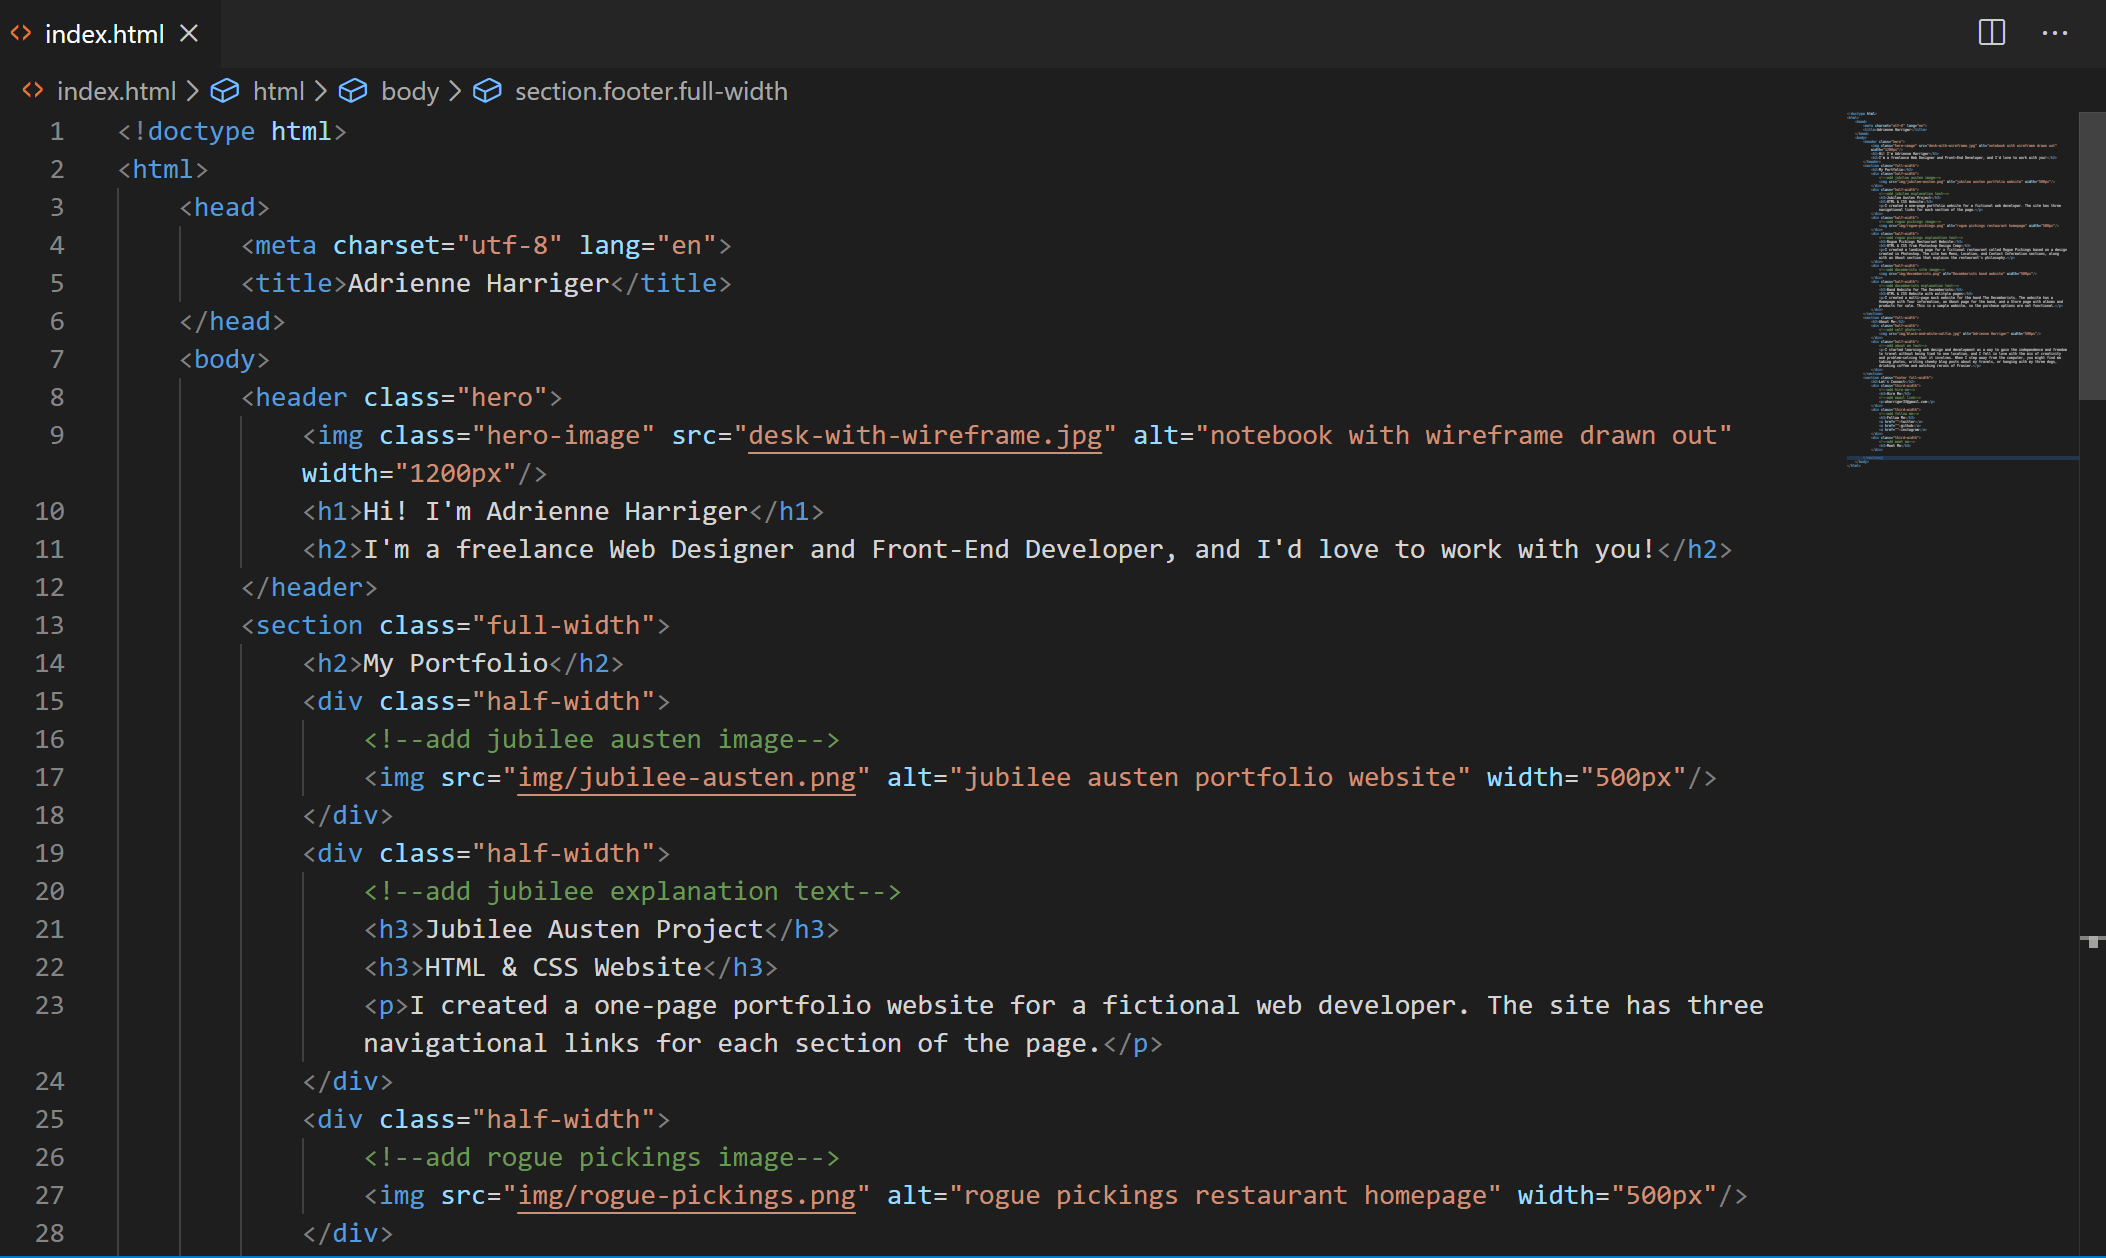 index.html
index.html > html > body > section.footer.full-width
1 <!doctype html>
2 <html>
3 <head>
4 <meta charset="utf-8" lang="en">
5 <title>Adrienne Harriger</title>
6 </head>
7 <body>
8 <header class="hero">
9 <img class="hero-image" src="desk-with-wireframe.jpg" alt="notebook with wireframe drawn out"
width="1200px"/>
10 <h1>Hi! I'm Adrienne Harriger</h1>
11 <h2>I'm a freelance Web Designer and Front-End Developer, and I'd love to work with you!</h2>
12 </header>
13 <section class="full-width">
14 <h2>My Portfolio</h2>
15 <div class="half-width">
16 <!--add jubilee austen image-->
17 <img src="img/jubilee-austen.png" alt="jubilee austen portfolio website" width="500px"/>
18 </div>
19 <div class="half-width">
20 <!--add jubilee explanation text-->
21 <h3>Jubilee Austen Project</h3>
22 <h3>HTML & CSS Website</h3>
23 <p>I created a one-page portfolio website for a fictional web developer. The site has three
navigational links for each section of the page.</p>
24 </div>
25 <div class="half-width">
26 <!--add rogue pickings image-->
27 <img src="img/rogue-pickings.png" alt="rogue pickings restaurant homepage" width="500px"/>
28 </div>